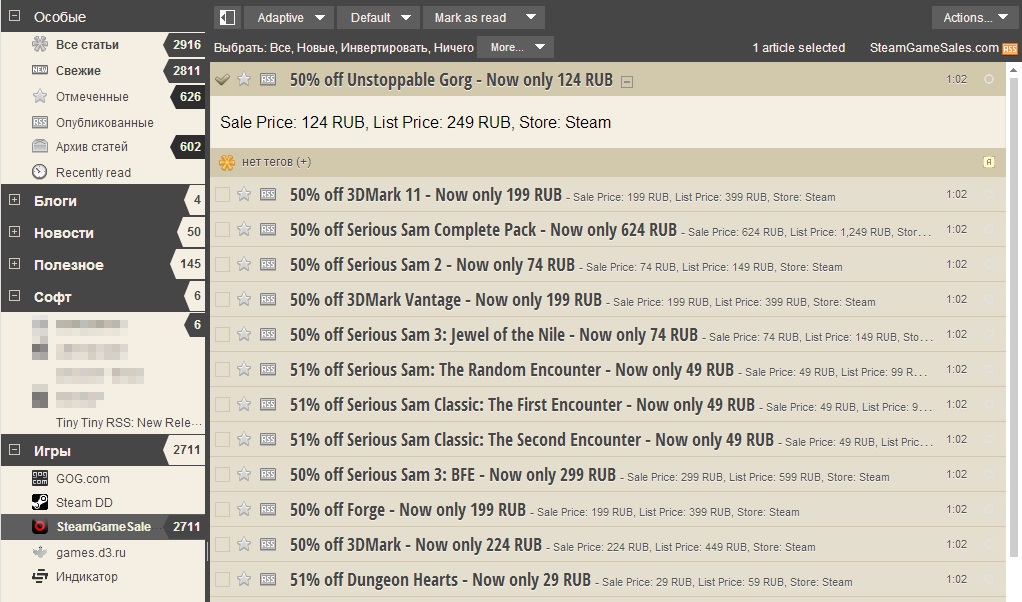 Особые
Все статьи 2916
Свежие 2811
Отмеченные 626
Опубликованные
Архив статей 602
Recently read
Блоги 4
Новости 50
Полезное 145
Софт 6
6
Tiny Tiny RSS: New Rele...
Игры 2711
GOG.com
Steam DD
SteamGameSale 2711
games.d3.ru
Индикатор
Adaptive Default Mark as read Actions...
Выбрать: Все, Новые, Инвертировать, Ничего More... 1 article selected SteamGameSales.com RSS
RSS 50% off Unstoppable Gorg - Now only 124 RUB 1:02
Sale Price: 124 RUB, List Price: 249 RUB, Store: Steam
нет тегов (+) A
RSS 50% off 3DMark 11 - Now only 199 RUB - Sale Price: 199 RUB, List Price: 399 RUB, Store: Steam 1:02
RSS 50% off Serious Sam Complete Pack - Now only 624 RUB - Sale Price: 624 RUB, List Price: 1,249 RUB, Stor... 1:02
RSS 50% off Serious Sam 2 - Now only 74 RUB - Sale Price: 74 RUB, List Price: 149 RUB, Store: Steam 1:02
RSS 50% off 3DMark Vantage - Now only 199 RUB - Sale Price: 199 RUB, List Price: 399 RUB, Store: Steam 1:02
RSS 50% off Serious Sam 3: Jewel of the Nile - Now only 74 RUB - Sale Price: 74 RUB, List Price: 149 RUB, Sto... 1:02
RSS 51% off Serious Sam: The Random Encounter - Now only 49 RUB - Sale Price: 49 RUB, List Price: 99 R... 1:02
RSS 51% off Serious Sam Classic: The First Encounter - Now only 49 RUB - Sale Price: 49 RUB, List Price: 9... 1:02
RSS 51% off Serious Sam Classic: The Second Encounter - Now only 49 RUB - Sale Price: 49 RUB, List Pric... 1:02
RSS 50% off Serious Sam 3: BFE - Now only 299 RUB - Sale Price: 299 RUB, List Price: 599 RUB, Store: Steam 1:02
RSS 50% off Forge - Now only 199 RUB - Sale Price: 199 RUB, List Price: 399 RUB, Store: Steam 1:02
RSS 50% off 3DMark - Now only 224 RUB - Sale Price: 224 RUB, List Price: 449 RUB, Store: Steam 1:02
RSS 51% off Dungeon Hearts - Now only 29 RUB - Sale Price: 29 RUB, List Price: 59 RUB, Store: Steam 1:02